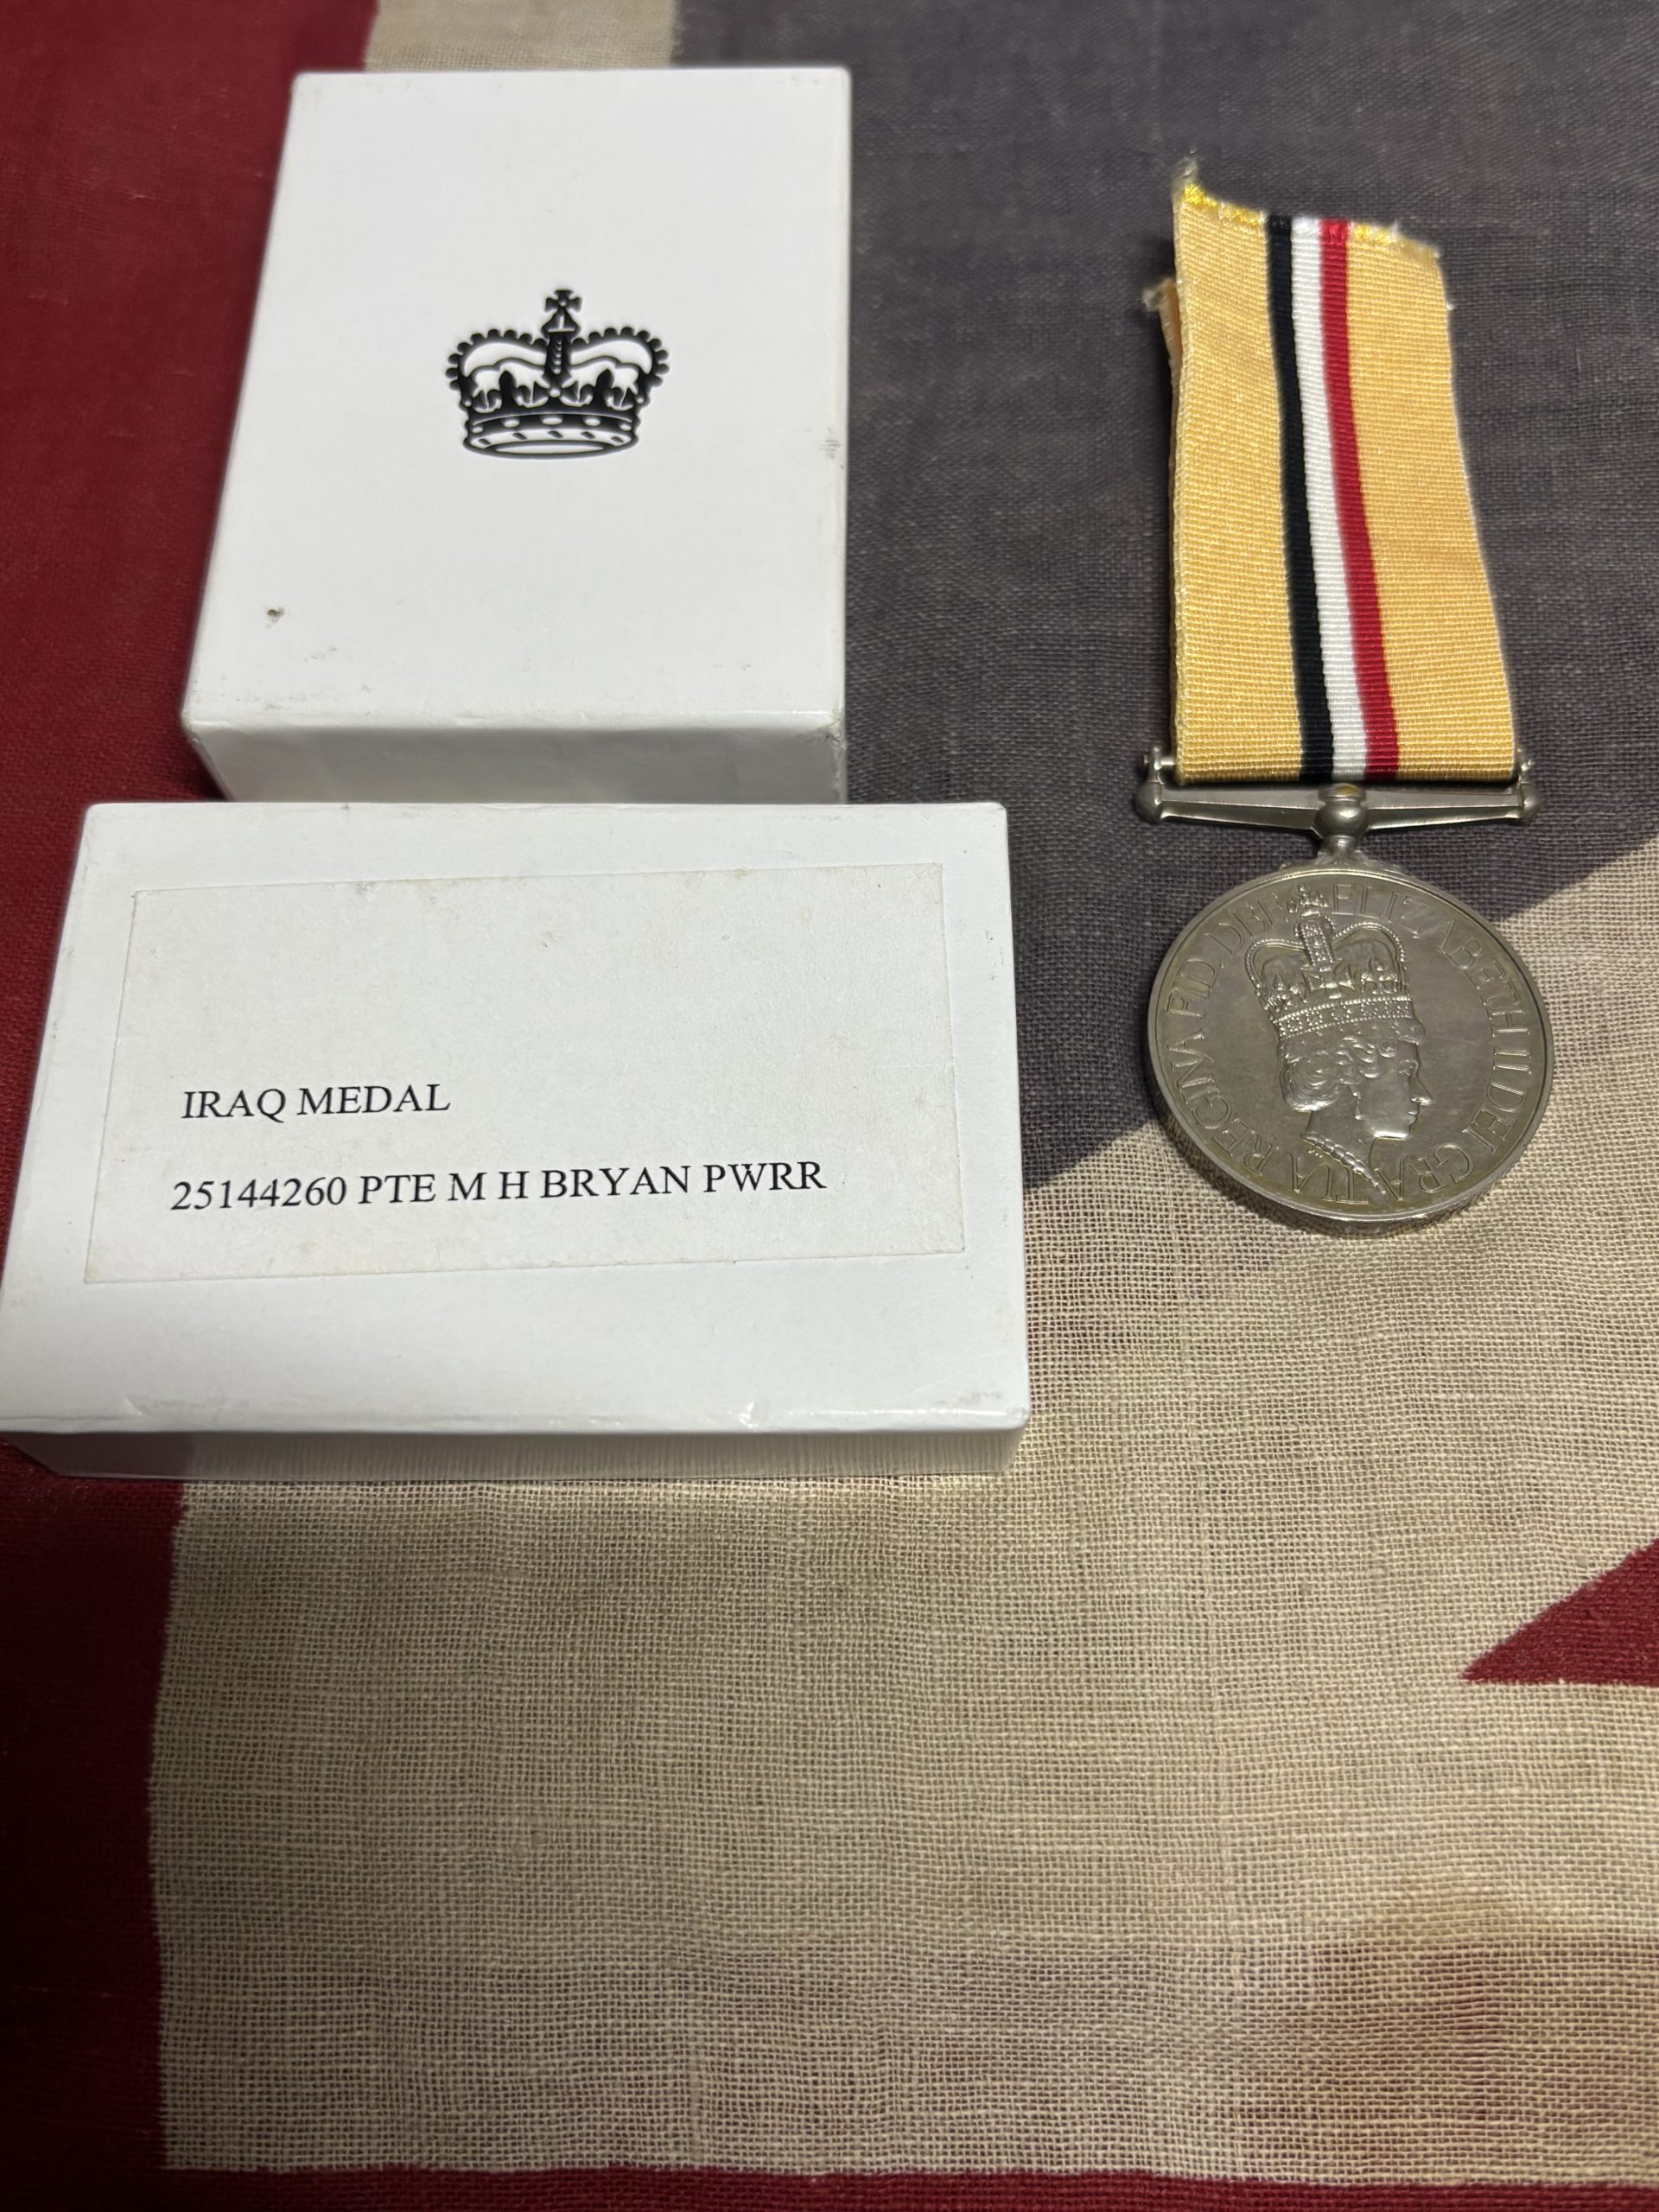 IRAQ MEDAL
25144260 PTE M H BRYAN PWRR
ELIZABETH II DEI GRATIA REGINA FID. DEF.